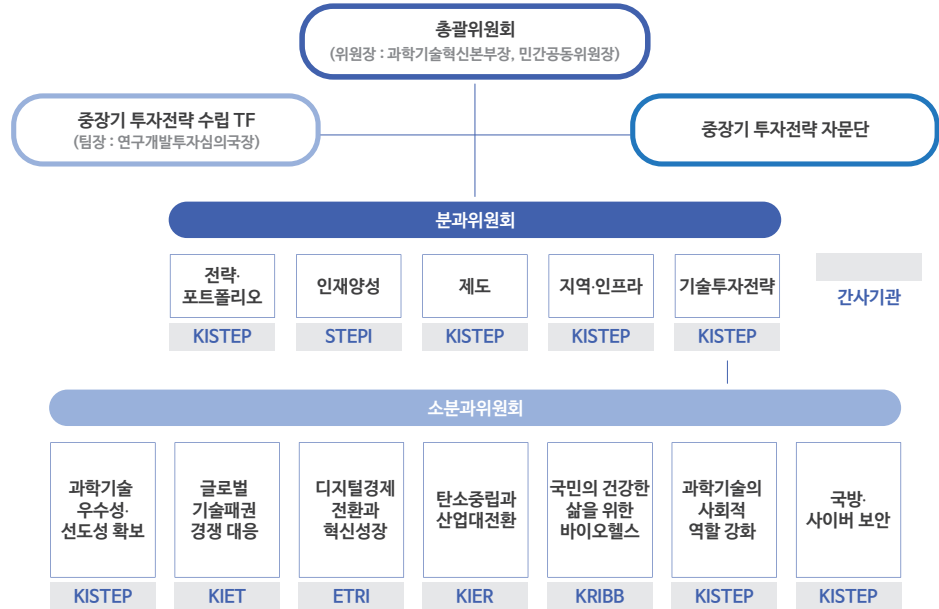 총괄위원회
(위원장 : 과학기술혁신본부장, 민간공동위원장)
중장기 투자전략 수립 TF
(팀장 : 연구개발투자심의국장)
중장기 투자전략 자문단
분과위원회
전략·
포트폴리오
KISTEP
인재양성
STEPI
제도
KISTEP
지역·인프라
KISTEP
기술투자전략
KISTEP
간사기관
소분과위원회
과학기술
우수성·
선도성 확보
KISTEP
글로벌
기술패권
경쟁 대응
KIET
디지털경제
전환과
혁신성장
ETRI
탄소중립과
산업대전환
KIER
국민의 건강한
삶을 위한
바이오헬스
KRIBB
과학기술의
사회적
역할 강화
KISTEP
국방·
사이버 보안
KISTEP